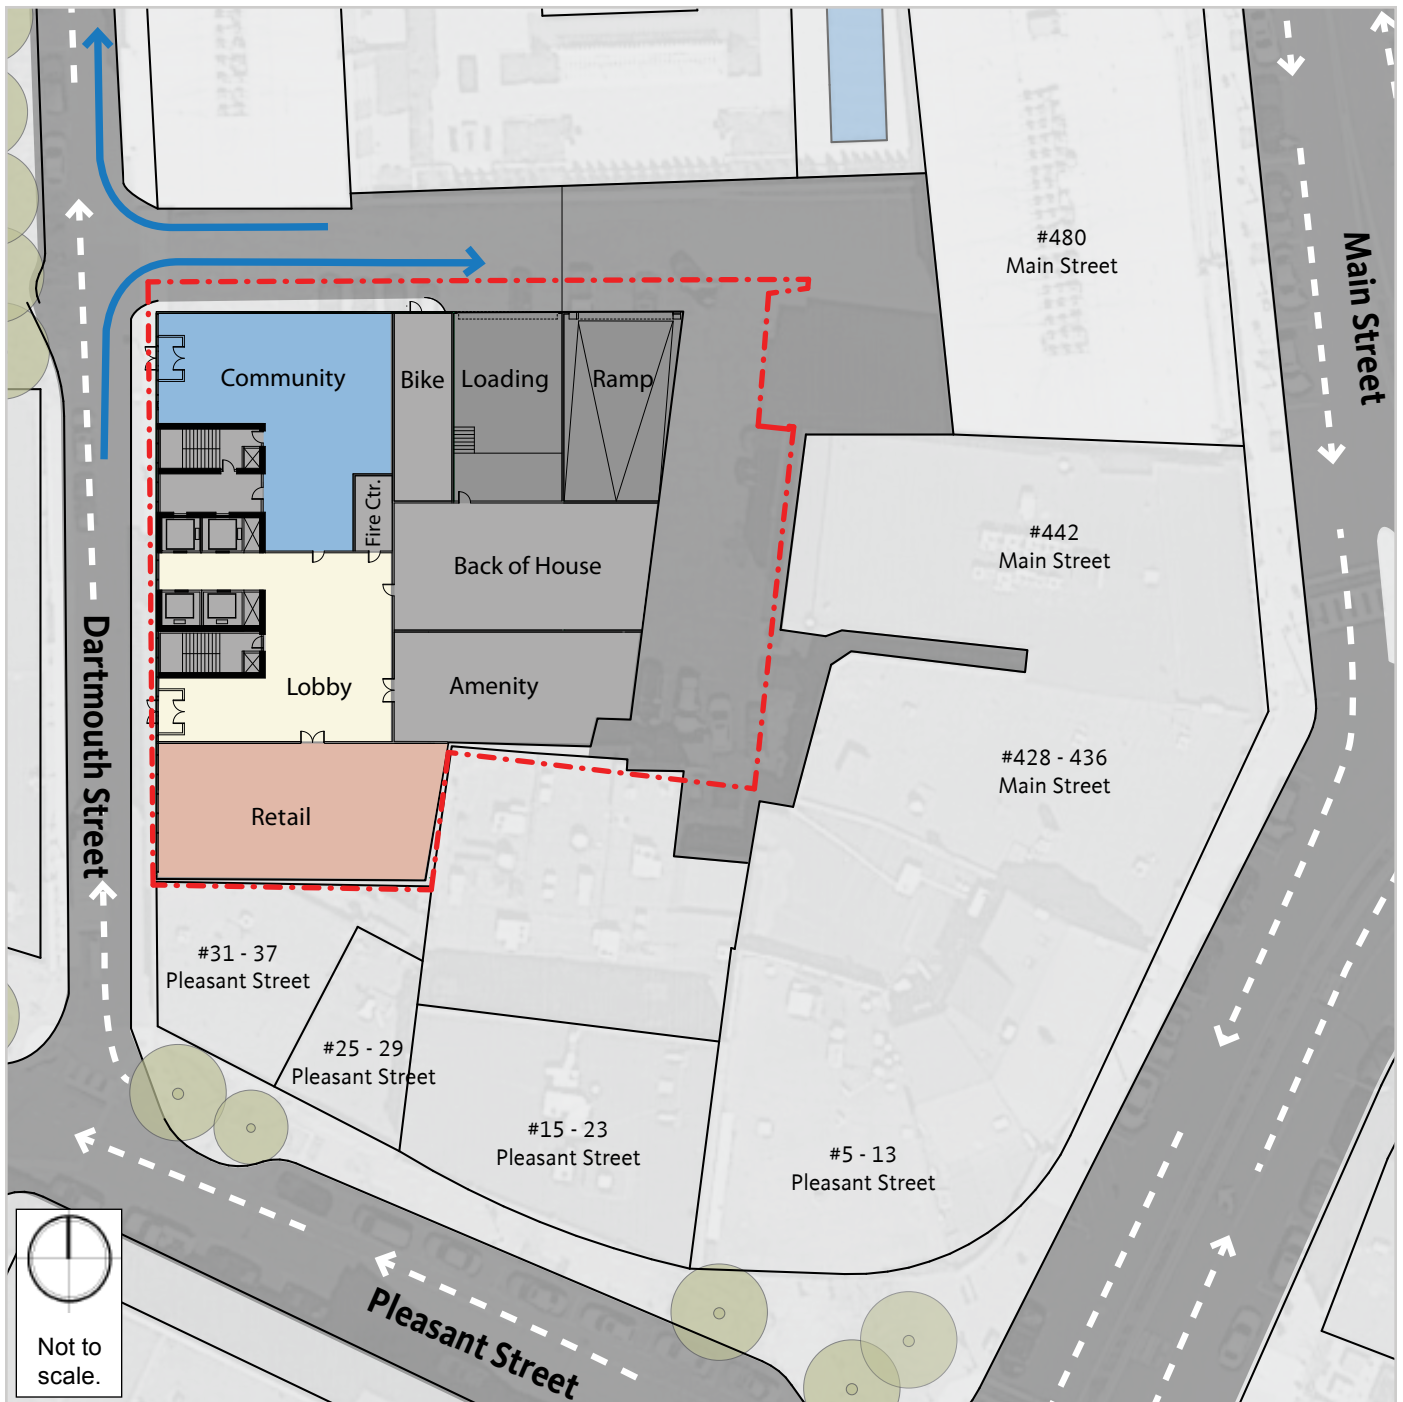 #480
Main Street
Main Street
Community
Bike
Loading
Ramp
Fire Ctr.
#442
Main Street
Back of House
Dartmouth Street
Lobby
Amenity
#428 - 436
Main Street
Retail
#31 - 37
Pleasant Street
#25 - 29
Pleasant Street
#15 - 23
Pleasant Street
#5 - 13
Pleasant Street
Pleasant Street
Not to
scale.